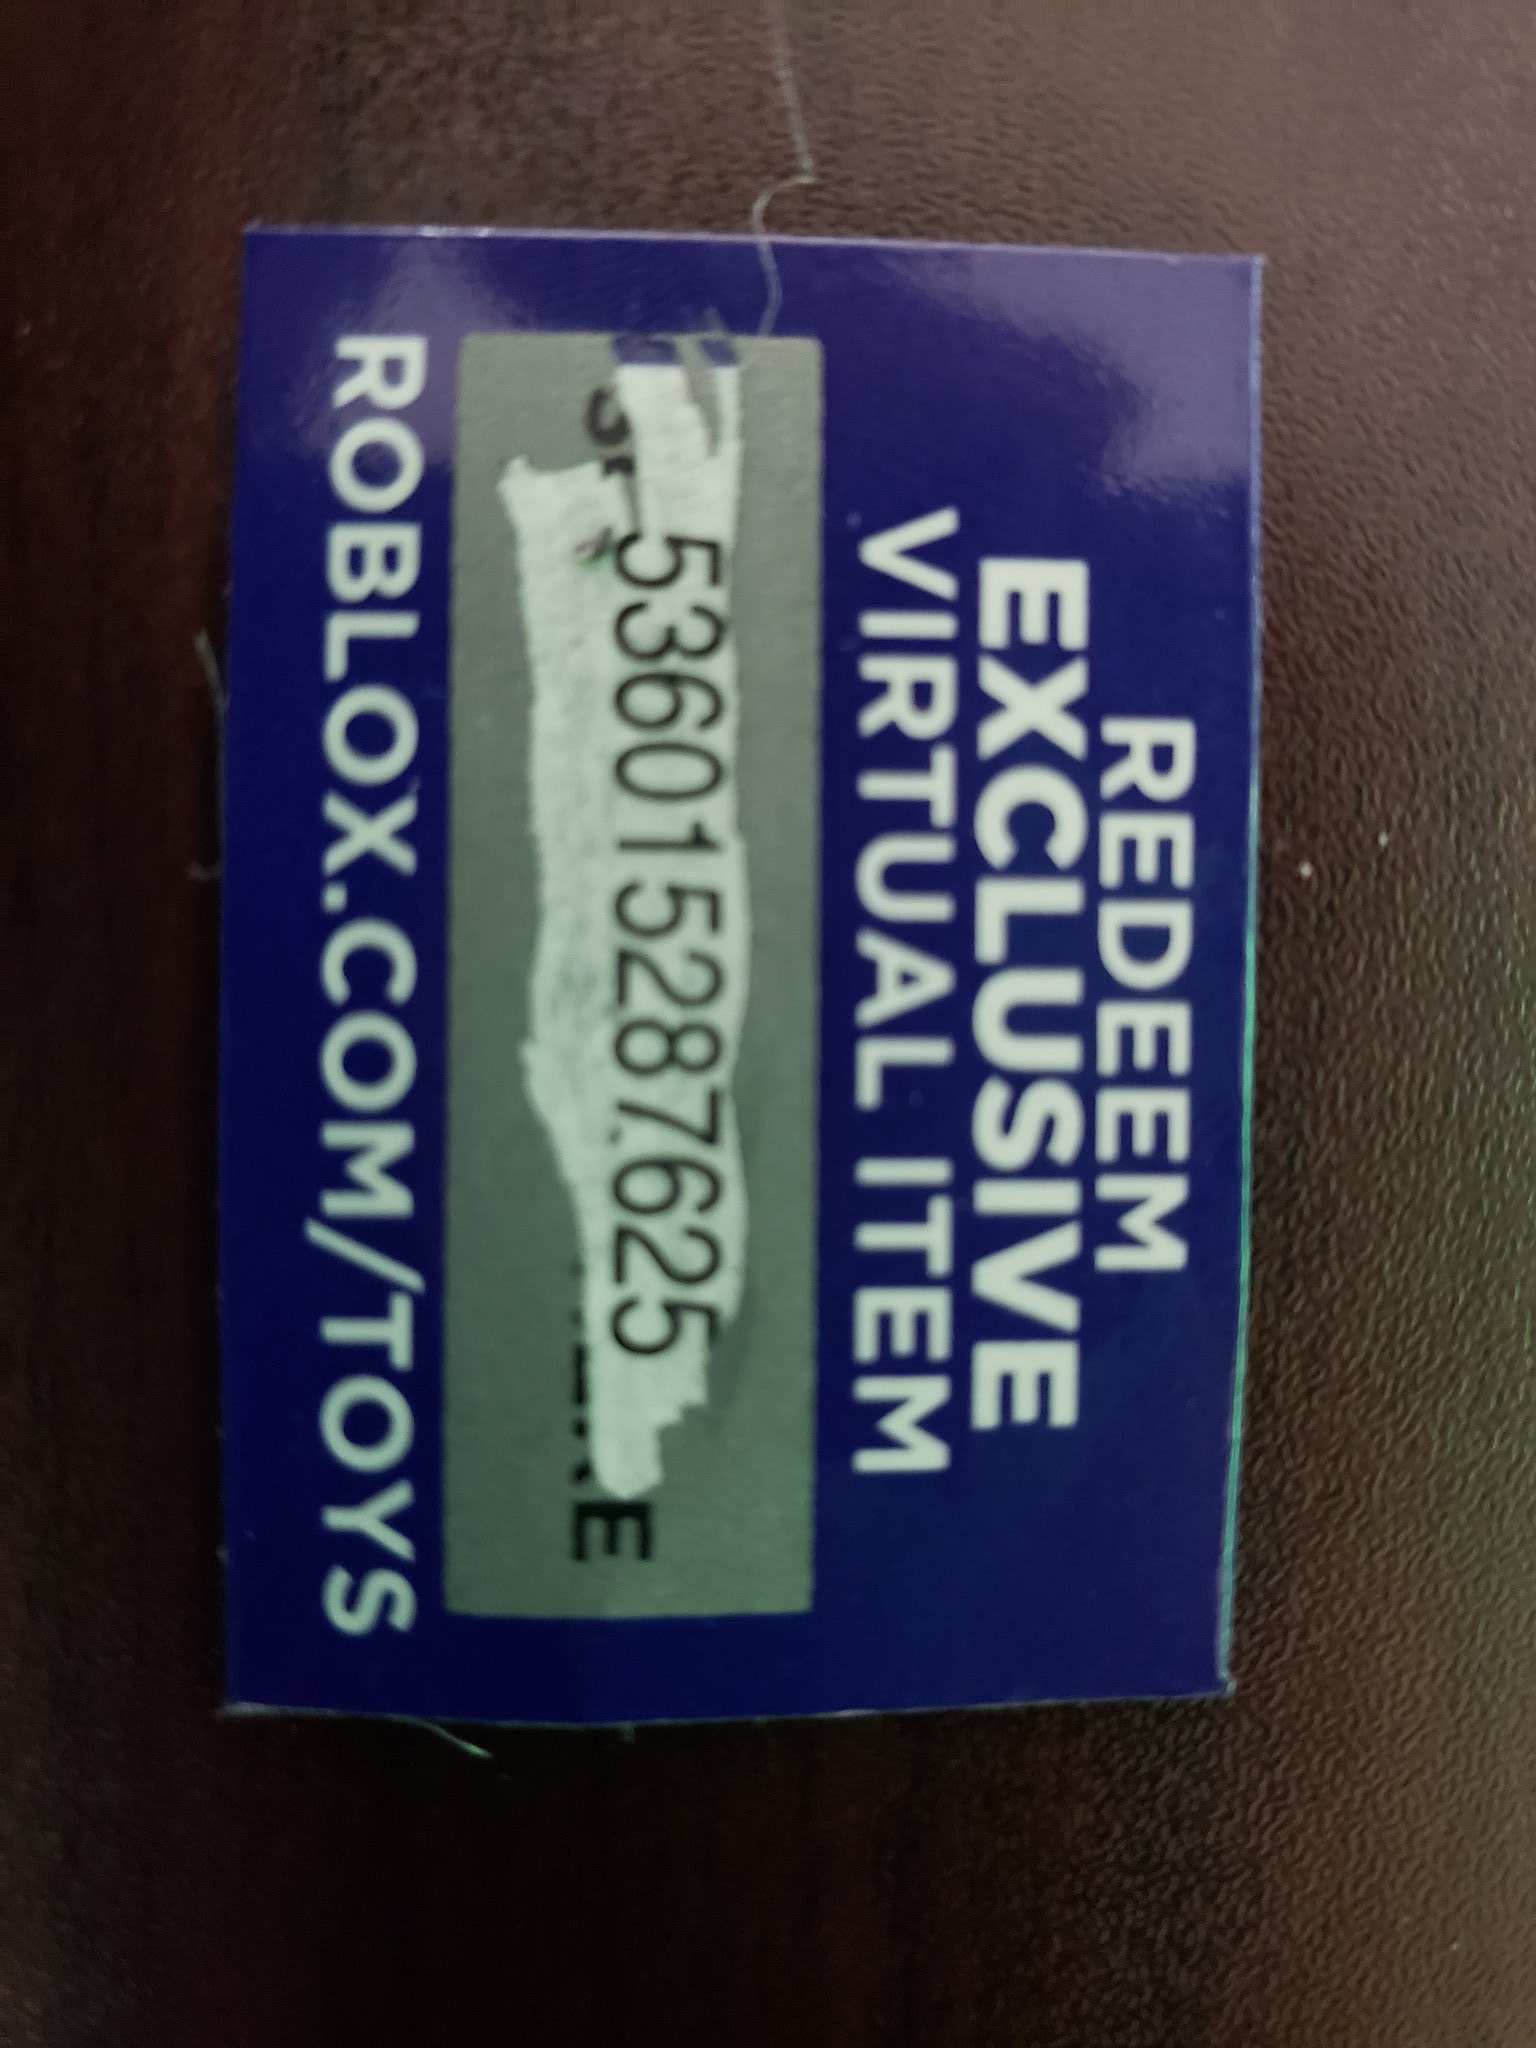 REDEEM
EXCLUSIVE
VIRTUAL ITEM
536015287625
ROBLOX.COM/TOYS